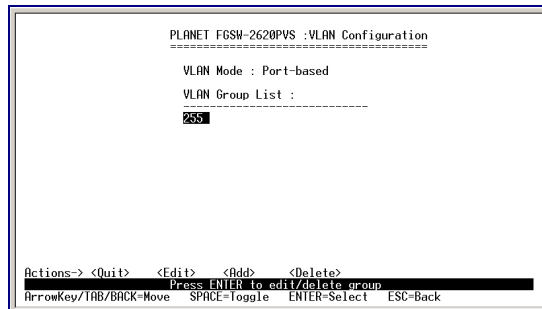 PLANET FGSW-2620PVS :VLAN Configuration
=======================================
VLAN Mode : Port-based
VLAN Group List :
----------------------------
255
Actions-> <Quit> <Edit> <Add> <Delete>
Press ENTER to edit/delete group
ArrowKey/TAB/BACK=Move SPACE=Toggle ENTER=Select ESC=Back